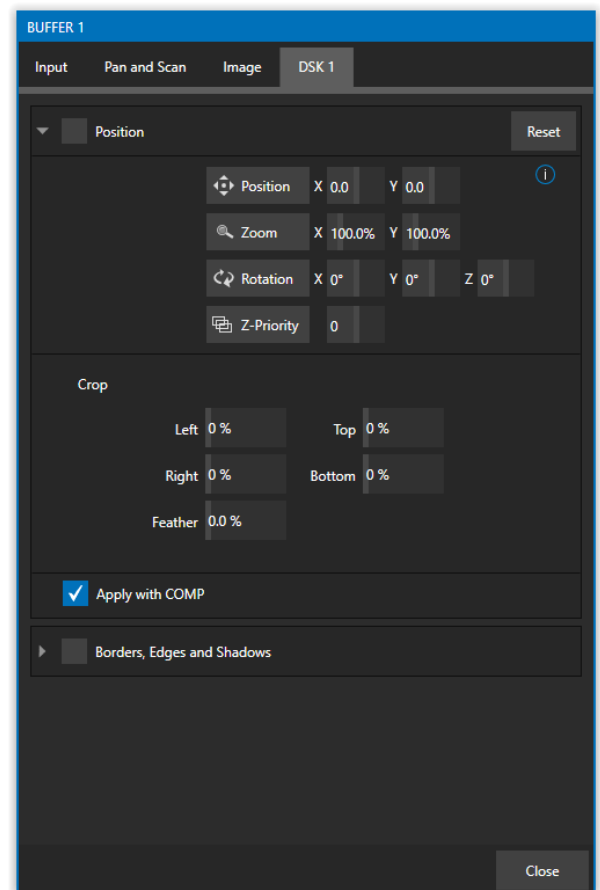 BUFFER 1
Input Pan and Scan Image DSK 1
Position Reset
Position X 0.0 Y 0.0
Zoom X 100.0% Y 100.0%
Rotation X 0° Y 0° Z 0°
Z-Priority 0
Crop
Left 0 % Top 0 %
Right 0 % Bottom 0 %
Feather 0.0 %
Apply with COMP
Borders, Edges and Shadows
Close